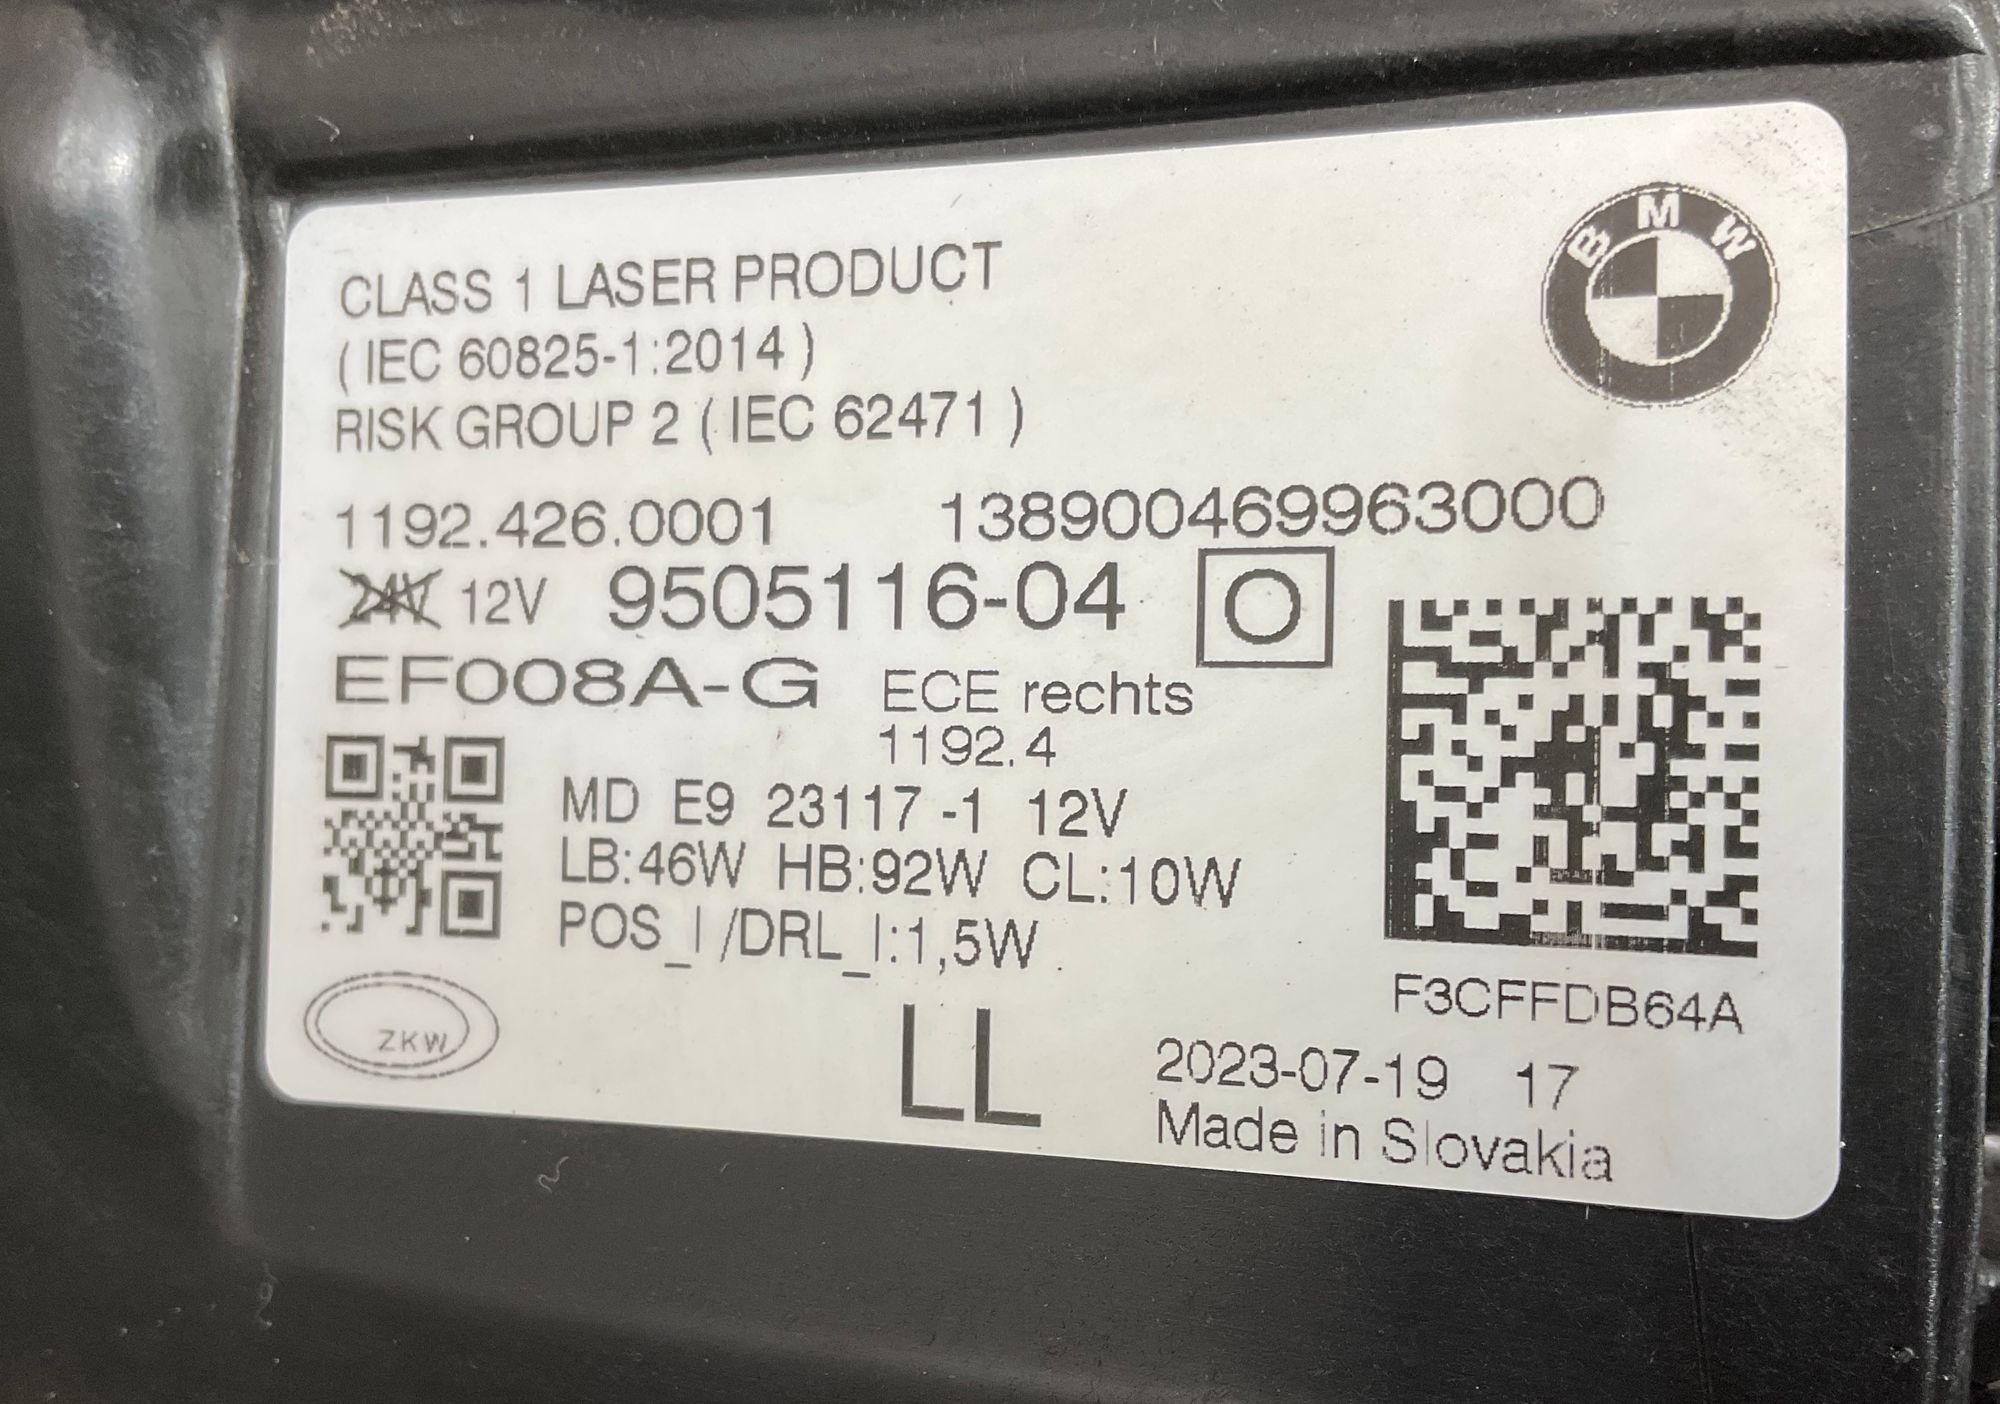 BMW
CLASS 1 LASER PRODUCT
( IEC 60825-1:2014 )
RISK GROUP 2 ( IEC 62471 )
1192.426.0001 138900469963000
24V 12V 9505116-04 O
EF008A-G ECE rechts
1192.4
MD E9 23117 -1 12V
LB:46W HB:92W CL:10W
POS_I /DRL_I:1,5W
F3CFFDB64A
ZKW
LL
2023-07-19 17
Made in Slovakia